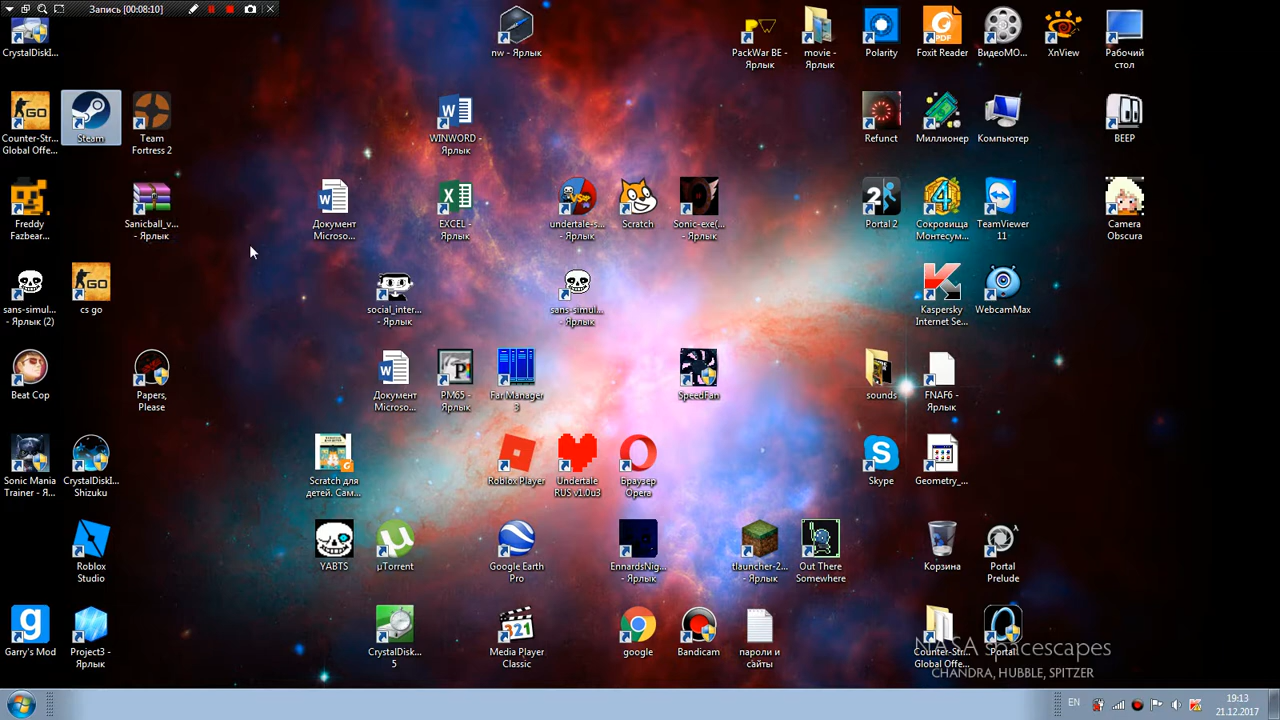 Запись [00:08:10]
CrystalDiskI...
nw - Ярлык
PackWar BE -
Ярлык
movie -
Ярлык
Polarity
Foxit Reader
ВидеоМО...
XnView
Рабочий
стол
Counter-Str...
Global Offe...
Steam
Team
Fortress 2
WINWORD -
Ярлык
Refunct
Миллионер
Компьютер
BEEP
Freddy
Fazbear...
Sanicball_v...
- Ярлык
Документ
Microso...
EXCEL -
Ярлык
undertale-s...
- Ярлык
Scratch
Sonic-exe(...
- Ярлык
Portal 2
Сокровища
Монтесум...
TeamViewer
11
Camera
Obscura
sans-simul...
- Ярлык (2)
cs go
social_inter...
- Ярлык
sans-simul...
- Ярлык
Kaspersky
Internet Se...
WebcamMax
Beat Cop
Papers,
Please
Документ
Microso...
PM65 -
Ярлык
Far Manager
3
SpeedFan
sounds
FNAF6 -
Ярлык
Sonic Mania
Trainer - Я...
CrystalDiskI...
Shizuku
Scratch для
детей. Сам...
Roblox Player
Undertale
RUS v1.0u3
Браузер
Opera
Skype
Geometry_...
Roblox
Studio
YABTS
µTorrent
Google Earth
Pro
EnnardsNig...
- Ярлык
tlauncher-2...
- Ярлык
Out There
Somewhere
Корзина
Portal
Prelude
Garry's Mod
Project3 -
Ярлык
CrystalDisk...
5
Media Player
Classic
google
Bandicam
пароли и
сайты
Counter-Str...
Global Offe...
Portal
NASA Spacescapes
CHANDRA, HUBBLE, SPITZER
EN
19:13
21.12.2017